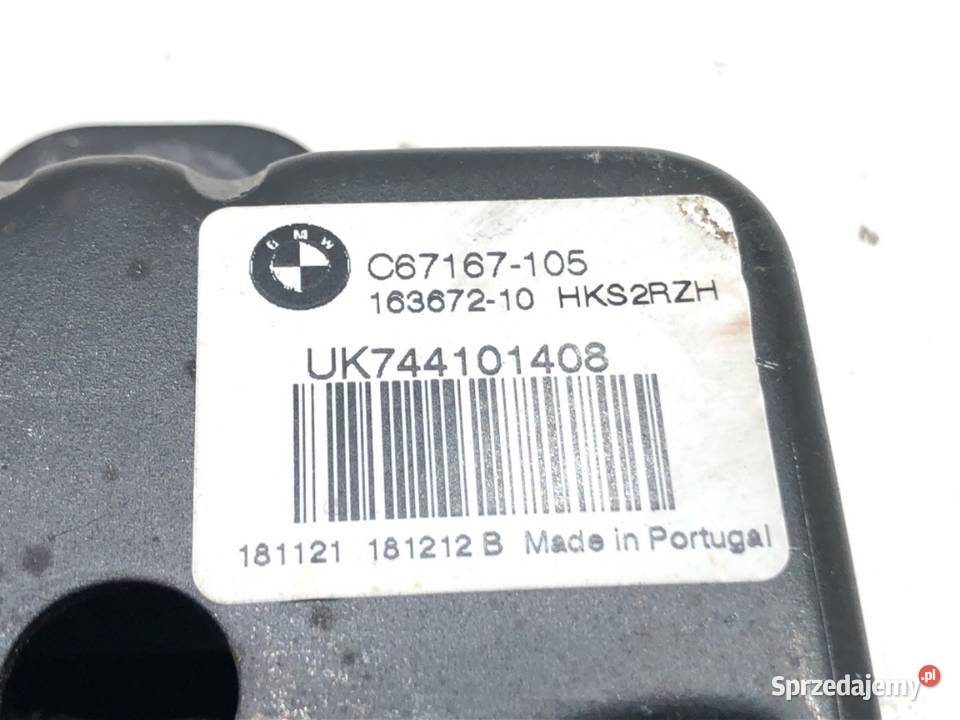 BMW
C67167-105
163672-10 HKS2RZH
UK744101408
181121 181212 B Made in Portugal
Sprzedajemy.pl